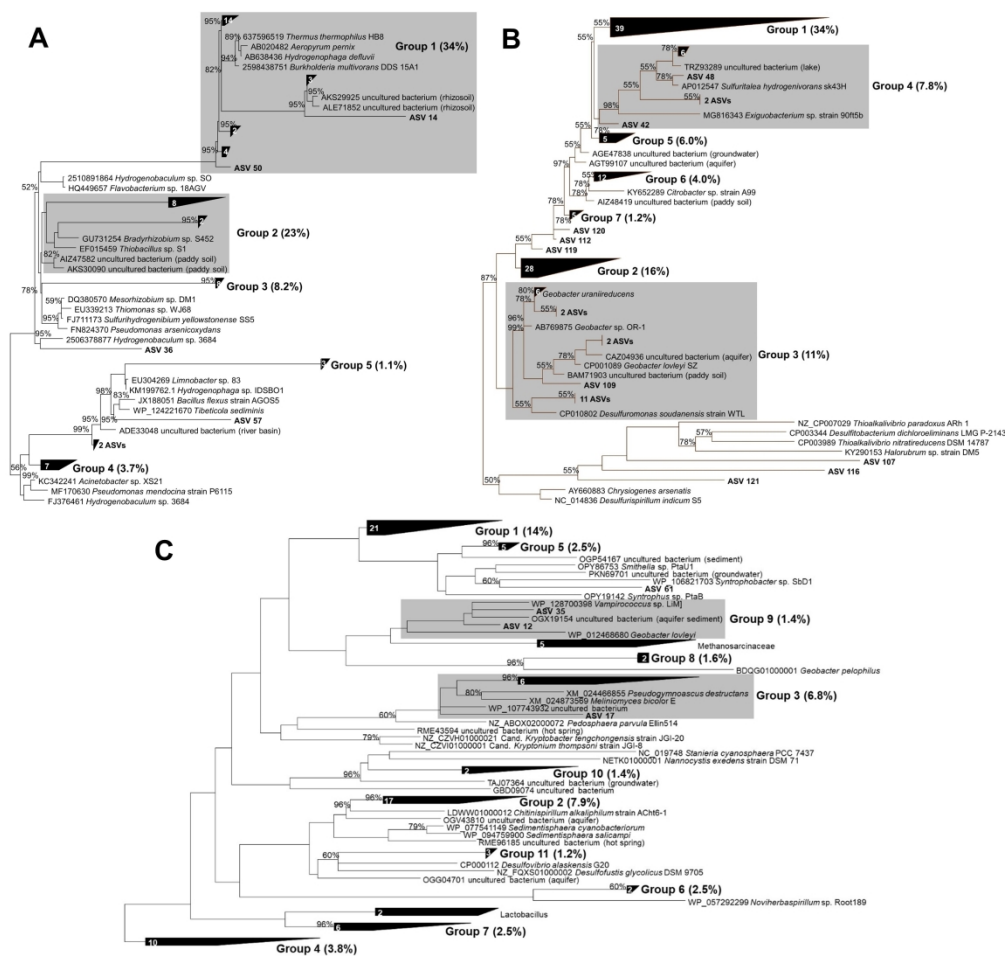 A
95%
14
89%
637596519 Thermus thermophilus HB8
AB020482 Aeropyrum pernix
94%
AB638436 Hydrogenophaga defluvii
2598438751 Burkholderia multivorans DDS 15A1
Group 1 (34%)
82%
95%
AKS29925 uncultured bacterium (rhizosoil)
ALE71852 uncultured bacterium (rhizosoil)
95%
ASV 14
95%
2
95%
4
ASV 50
52%
2510891864 Hydrogenobaculum sp. SO
HQ449657 Flavobacterium sp. 18AGV
8
95%
Group 2 (23%)
GU731254 Bradyrhizobium sp. S452
EF015459 Thiobacillus sp. S1
82%
AIZ47582 uncultured bacterium (paddy soil)
AKS30090 uncultured bacterium (paddy soil)
95%
Group 3 (8.2%)
78%
DQ380570 Mesorhizobium sp. DM1
59%
EU339213 Thiomonas sp. WJ68
FJ711173 Sulfurihydrogenibium yellowstonense SS5
FN824370 Pseudomonas arsenicoxydans
95%
2506378877 Hydrogenobaculum sp. 3684
ASV 36
Group 5 (1.1%)
EU304269 Limnobacter sp. 83
98%
KM199762.1 Hydrogenophaga sp. IDSBO1
83%
JX188051 Bacillus flexus strain AGOS5
WP_124221670 Tibeticola sediminis
95%
95%
ASV 57
ADE33048 uncultured bacterium (river basin)
99%
2 ASVs
56%
7
Group 4 (3.7%)
99%
KC342241 Acinetobacter sp. XS21
MF170630 Pseudomonas mendocina strain P6115
FJ376461 Hydrogenobaculum sp. 3684
B
55%
39
Group 1 (34%)
55%
78%
6
TRZ93289 uncultured bacterium (lake)
55%
78%
ASV 48
AP012547 Sulfuritalea hydrogenivorans sk43H
55%
55%
2 ASVs
Group 4 (7.8%)
98%
MG816343 Exiguobacterium sp. strain 90ft5b
ASV 42
55%
78%
5
Group 5 (6.0%)
AGE47838 uncultured bacterium (groundwater)
AGT99107 uncultured bacterium (aquifer)
97%
55%
12
Group 6 (4.0%)
78%
KY652289 Citrobacter sp. strain A99
78%
AIZ48419 uncultured bacterium (paddy soil)
78%
Group 7 (1.2%)
78%
ASV 120
ASV 112
55%
ASV 119
87%
55%
28
Group 2 (16%)
80%
Geobacter uraniireducens
78%
55%
2 ASVs
96%
99%
AB769875 Geobacter sp. OR-1
2 ASVs
CAZ04936 uncultured bacterium (aquifer)
78%
CP001089 Geobacter lovleyi SZ
55%
BAM71903 uncultured bacterium (paddy soil)
ASV 109
Group 3 (11%)
55%
11 ASVs
CP010802 Desulfuromonas soudanensis strain WTL
NZ_CP007029 Thioalkalivibrio paradoxus ARh 1
57%
CP003344 Desulfitobacterium dichloroeliminans LMG P-2143
78%
CP003989 Thioalkalivibrio nitratireducens DSM 14787
KY290153 Halorubrum sp. strain DM5
ASV 107
55%
ASV 116
ASV 121
50%
AY660883 Chrysiogenes arsenatis
NC_014836 Desulfurispirillum indicum S5
C
21
Group 1 (14%)
96%
5
Group 5 (2.5%)
OGP54167 uncultured bacterium (sediment)
OPY86753 Smithella sp. PtaU1
PKN69701 uncultured bacterium (groundwater)
60%
WP_106821703 Syntrophobacter sp. SbD1
ASV 61
OPY19142 Syntrophus sp. PtaB
WP_128700398 Vampirococcus sp. LiM]
ASV 35
OGX19154 uncultured bacterium (aquifer sediment)
ASV 12
Group 9 (1.4%)
WP_012468680 Geobacter lovleyi
5
Methanosarcinaceae
2
Group 8 (1.6%)
96%
BDQG01000001 Geobacter pelophilus
96%
6
80%
XM_024466855 Pseudogymnoascus destructans
XM_024873569 Meliniomyces bicolor E
Group 3 (6.8%)
WP_107743932 uncultured bacterium
ASV 17
60%
NZ_ABOX02000072 Pedosphaera parvula Ellin514
RME43594 uncultured bacterium (hot spring)
79%
NZ_CZVH01000021 Cand. Kryptobacter tengchongensis strain JGI-20
NZ_CZVI01000001 Cand. Kryptonium thompsoni strain JGI-8
NC_019748 Stanieria cyanosphaera PCC 7437
NETK01000001 Nannocystis exedens strain DSM 71
96%
2
Group 10 (1.4%)
TAJ07364 uncultured bacterium (groundwater)
GBD09074 uncultured bacterium
96%
17
Group 2 (7.9%)
96%
LDWW01000012 Chitinispirillum alkaliphilum strain ACht6-1
OGV43810 uncultured bacterium (aquifer)
79%
WP_077541149 Sedimentisphaera cyanobacteriorum
WP_094759900 Sedimentisphaera salicampi
RME96185 uncultured bacterium (hot spring)
3
Group 11 (1.2%)
60%
CP000112 Desulfovibrio alaskensis G20
NZ_FQXS01000002 Desulfofustis glycolicus DSM 9705
OGG04701 uncultured bacterium (aquifer)
60%
2
Group 6 (2.5%)
WP_057292299 Noviherbaspirillum sp. Root189
2
Lactobacillus
96%
6
Group 7 (2.5%)
10
Group 4 (3.8%)